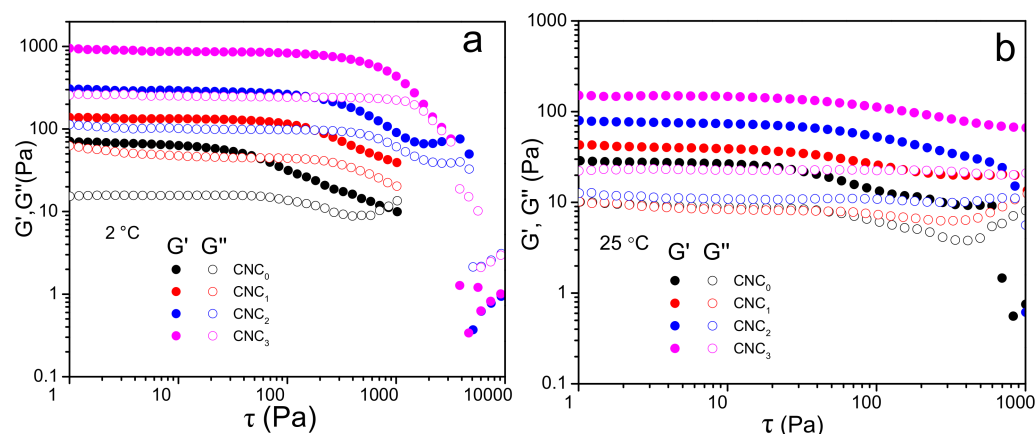 a
G',G''(Pa)
1000
100
10
1
0.1
2 °C
G' G''
CNC₀
CNC₁
CNC₂
CNC₃
1 10 100 1000 10000
τ (Pa)
b
G', G'' (Pa)
1000
100
10
1
0.1
25 °C
G' G''
CNC₀
CNC₁
CNC₂
CNC₃
1 10 100 1000
τ (Pa)